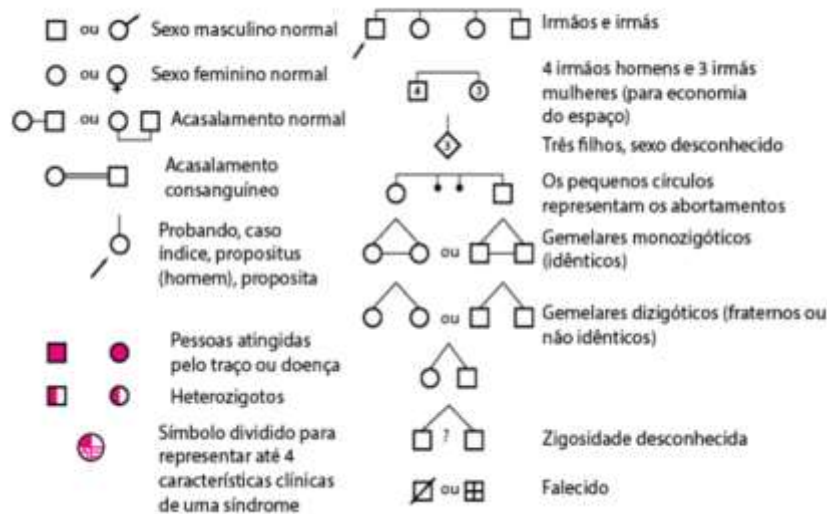 ou Sexo masculino normal
ou Sexo feminino normal
ou Acasalamento normal
Acasalamento
consanguíneo
Probando, caso
índice, propositus
(homem), proposita
Pessoas atingidas
pelo traço ou doença
Heterozigotos
Símbolo dividido para
representar até 4
características clínicas
de uma síndrome
Irmãos e irmãs
4 3 4 irmãos homens e 3 irmás
mulheres (para economia
do espaço)
3 Três filhos, sexo desconhecido
Os pequenos círculos
representam os abortamentos
ou Gemelares monozigóticos
(idênticos)
ou Gemelares dizigóticos (fraternos ou
não idênticos)
? Zigosidade desconhecida
ou Falecido